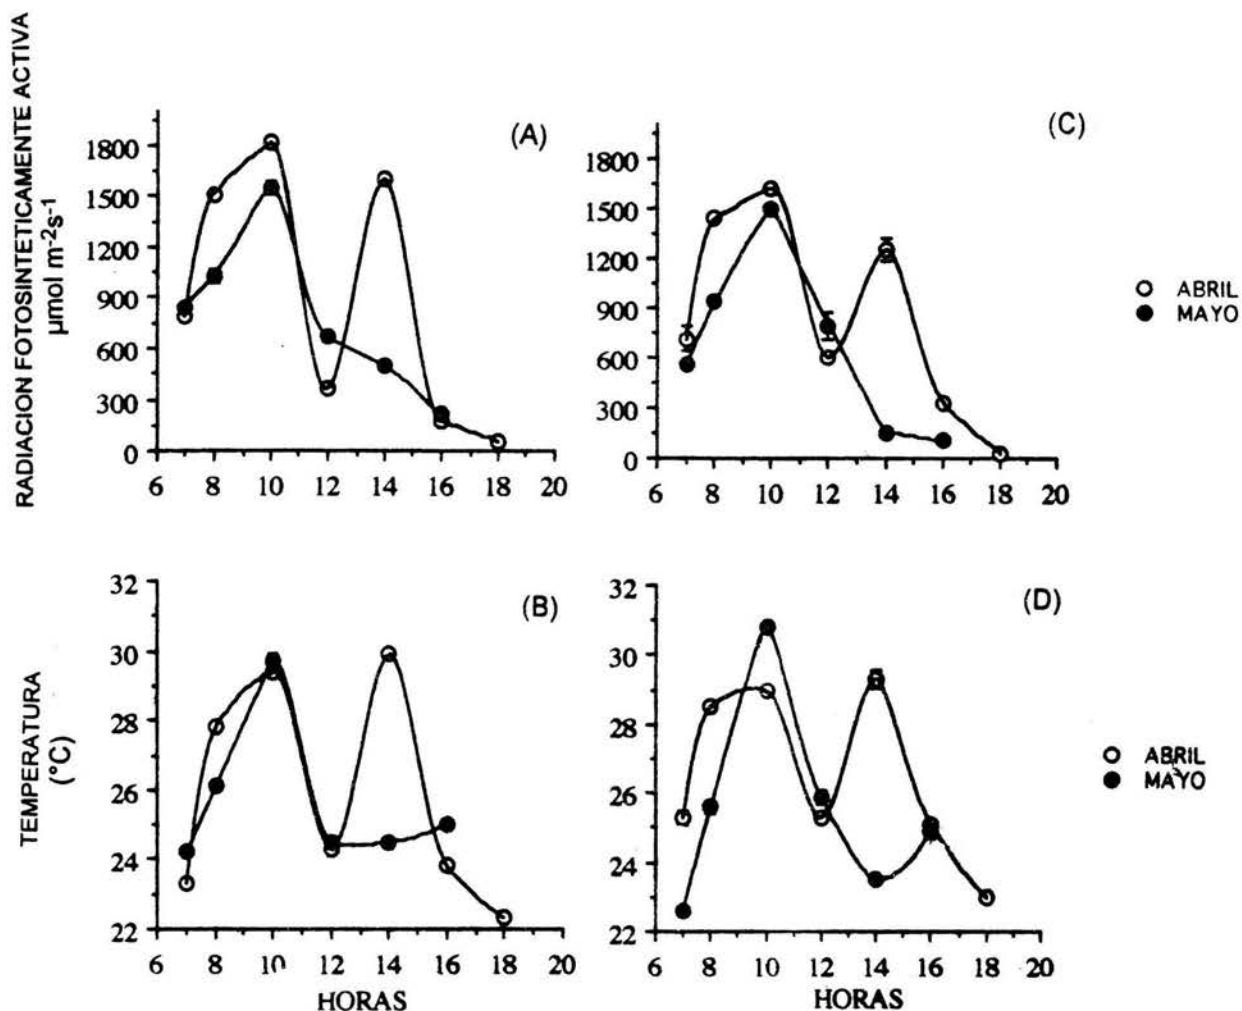 RADIACION FOTOSINTETICAMENTE ACTIVA
µmol m-2s-1
(A)
1800
1500
1200
900
600
300
0
6 8 10 12 14 16 18 20
(C)
1800
1500
1200
900
600
300
0
6 8 10 12 14 16 18 20
ABRIL
MAYO
TEMPERATURA
(°C)
(B)
32
30
28
26
24
22
6 8 10 12 14 16 18 20
HORAS
(D)
32
30
28
26
24
22
6 8 10 12 14 16 18 20
HORAS
ABRIL
MAYO